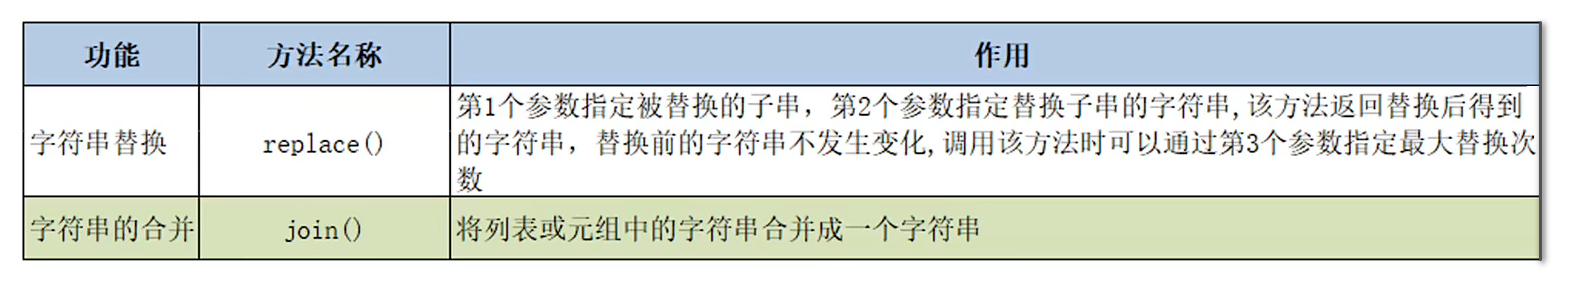 功能 方法名称 作用
第1个参数指定被替换的子串，第2个参数指定替换子串的字符串,该方法返回替换后得到
字符串替换 replace() 的字符串，替换前的字符串不发生变化,调用该方法时可以通过第3个参数指定最大替换次
数
字符串的合并 join() 将列表或元组中的字符串合并成一个字符串